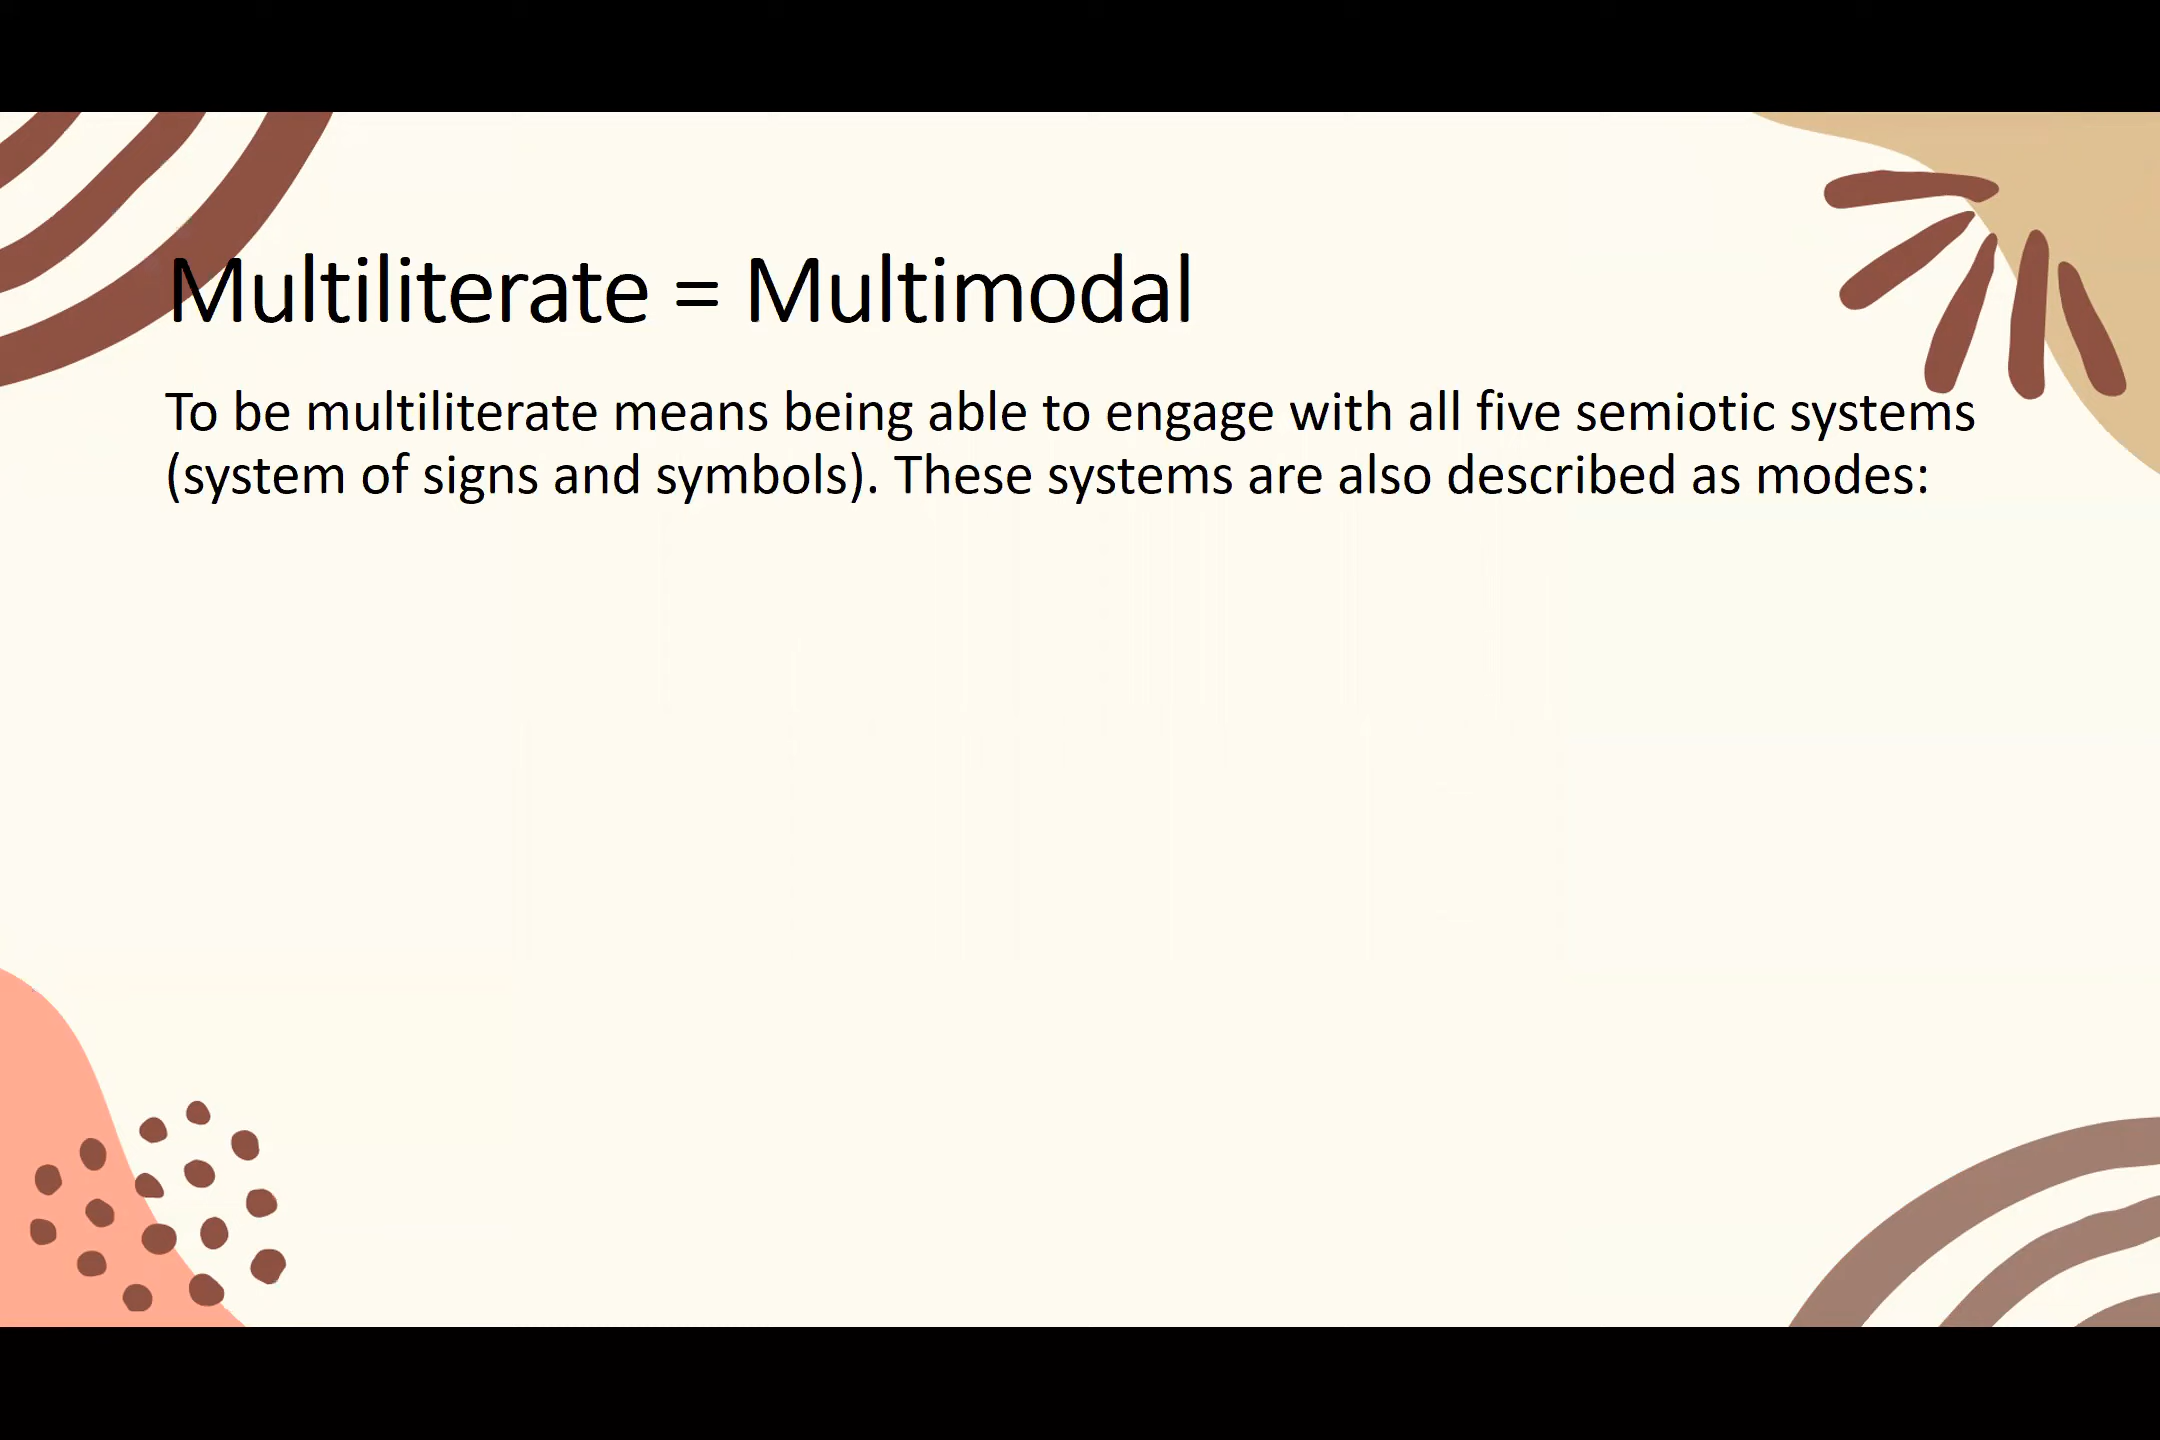 Multiliterate = Multimodal
To be multiliterate means being able to engage with all five semiotic systems
(system of signs and symbols). These systems are also described as modes: